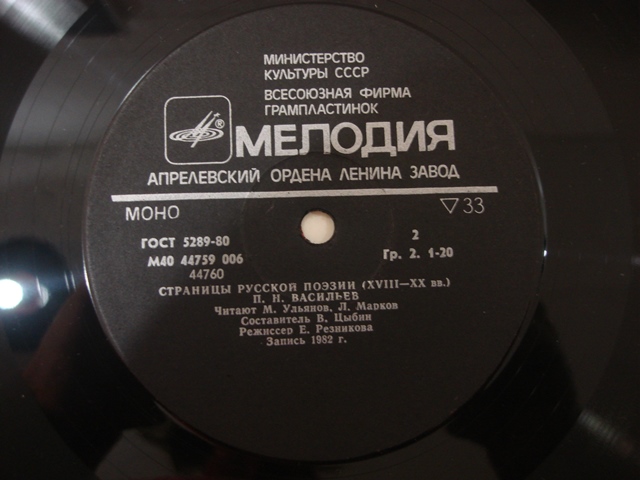 МИНИСТЕРСТВО
КУЛЬТУРЫ СССР
ВСЕСОЮЗНАЯ ФИРМА
ГРАМПЛАСТИНОК
®
МЕЛОДИЯ
АПРЕЛЕВСКИЙ ОРДЕНА ЛЕНИНА ЗАВОД
МОНО ▽33
ГОСТ 5289-80 2
М40 44759 006 Гр. 2. 1-20
44760
СТРАНИЦЫ РУССКОЙ ПОЭЗИИ (XVIII—XX вв.)
П. Н. ВАСИЛЬЕВ
Читают М. Ульянов, Л. Марков
Составитель В. Цыбин
Режиссер Е. Резникова
Запись 1982 г.